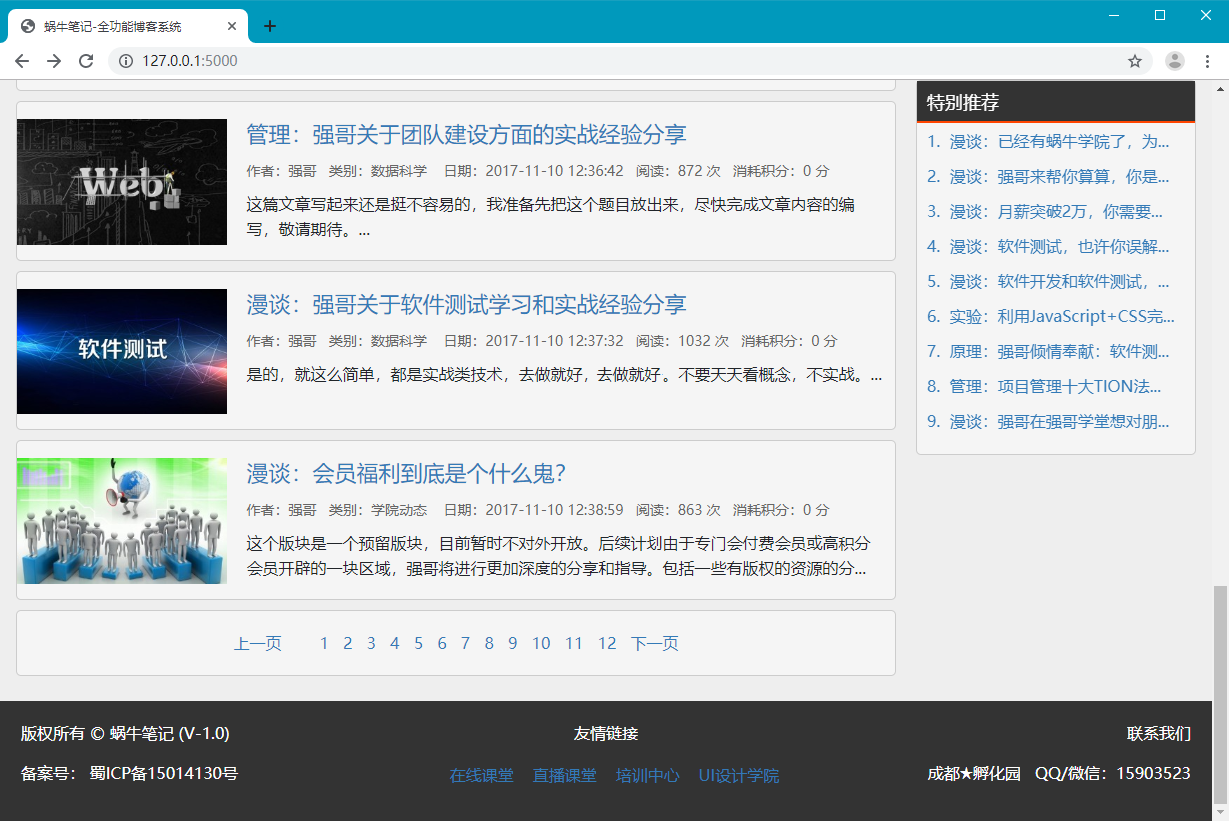 蜗牛笔记-全功能博客系统
127.0.0.1:5000
Web
管理：强哥关于团队建设方面的实战经验分享
作者：强哥 类别：数据科学 日期：2017-11-10 12:36:42 阅读：872 次 消耗积分：0 分
这篇文章写起来还是挺不容易的，我准备先把这个题目放出来，尽快完成文章内容的编
写，敬请期待。...
软件测试
漫谈：强哥关于软件测试学习和实战经验分享
作者：强哥 类别：数据科学 日期：2017-11-10 12:37:32 阅读：1032 次 消耗积分：0 分
是的，就这么简单，都是实战类技术，去做就好，去做就好。不要天天看概念，不实战。...
漫谈：会员福利到底是个什么鬼？
作者：强哥 类别：学院动态 日期：2017-11-10 12:38:59 阅读：863 次 消耗积分：0 分
这个版块是一个预留版块，目前暂时不对外开放。后续计划由于专门会付费会员或高积分
会员开辟的一块区域，强哥将进行更加深度的分享和指导。包括一些有版权的资源的分...
上一页 1 2 3 4 5 6 7 8 9 10 11 12 下一页
特别推荐
1. 漫谈：已经有蜗牛学院了，为...
2. 漫谈：强哥来帮你算算，你是...
3. 漫谈：月薪突破2万，你需要...
4. 漫谈：软件测试，也许你误解...
5. 漫谈：软件开发和软件测试，...
6. 实验：利用JavaScript+CSS完...
7. 原理：强哥倾情奉献：软件测...
8. 管理：项目管理十大TION法...
9. 漫谈：强哥在强哥学堂想对朋...
版权所有 © 蜗牛笔记 (V-1.0)
备案号： 蜀ICP备15014130号
友情链接
在线课堂 直播课堂 培训中心 UI设计学院
联系我们
成都★孵化园 QQ/微信：15903523